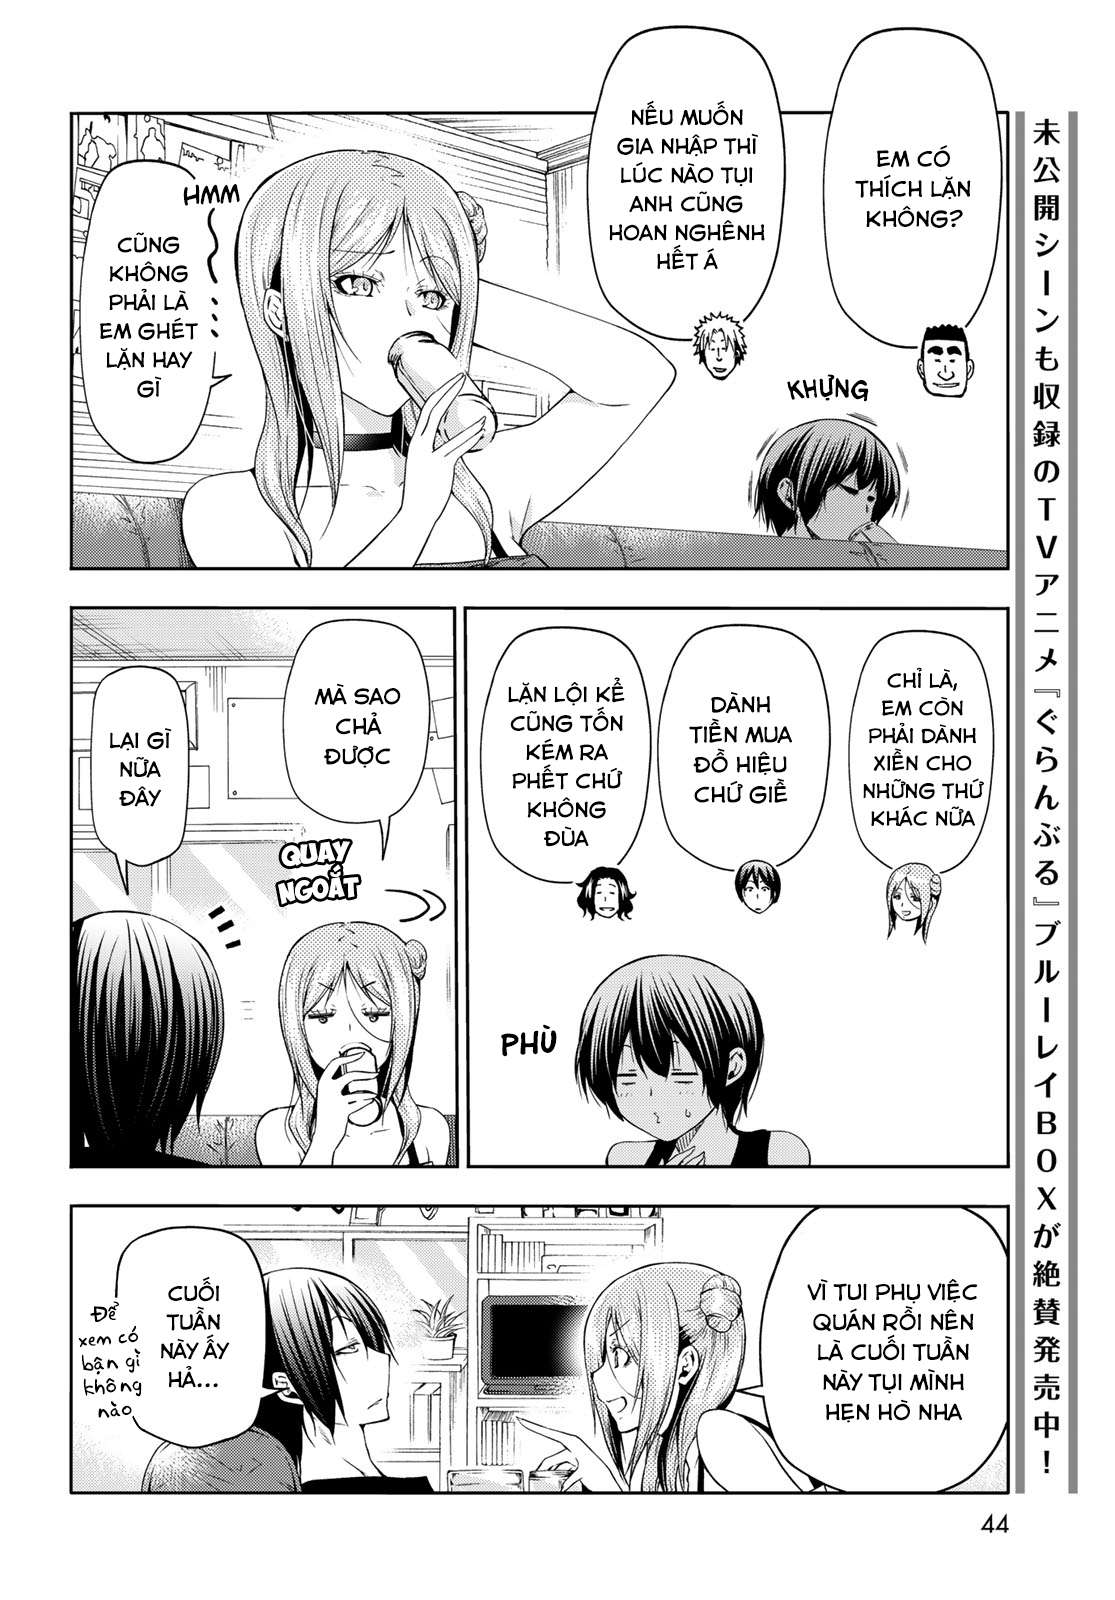 未公開シーンも収録のTVアニメ『ぐらんぶる』ブルーレイBOXが絶賛発売中！
EM CÓ
THÍCH LẶN
KHÔNG?
NẾU MUỐN
GIA NHẬP THÌ
LÚC NÀO TỤI
ANH CŨNG
HOAN NGHÊNH
HẾT Á
KHỰNG
HMM
CŨNG
KHÔNG
PHẢI LÀ
EM GHÉT
LẶN HAY
GÌ
CHỈ LÀ,
EM CÒN
PHẢI DÀNH
XIỀN CHO
NHỮNG THỨ
KHÁC NỮA
DÀNH
TIỀN MUA
ĐỒ HIỆU
CHỨ GIỀ
LẶN LỘI KỂ
CŨNG TỐN
KÉM RA
PHẾT CHỨ
KHÔNG
ĐÙA
PHÙ
MÀ SAO
CHẢ
ĐƯỢC
QUAY
NGOẮT
LẠI GÌ
NỮA
ĐÂY
VÌ TUI PHỤ VIỆC
QUÁN RỒI NÊN
LÀ CUỐI TUẦN
NÀY TỤI MÌNH
HẸN HÒ NHA
CUỐI
TUẦN
NÀY ẤY
HẢ...
Để
xem có
bận gì
không
nào
44